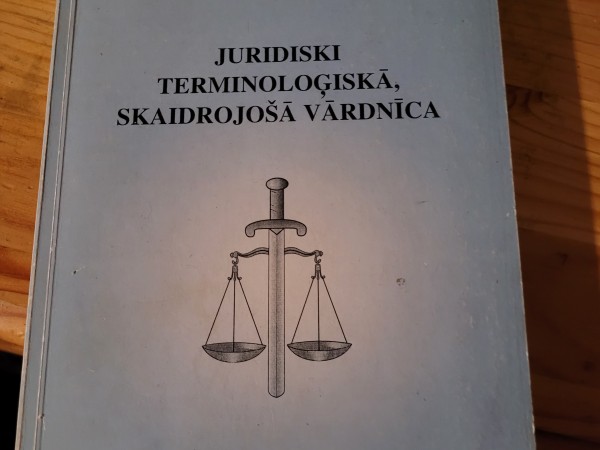 JURIDISKI
TERMINOLOĢISKĀ,
SKAIDROJOŠĀ VĀRDNĪCA